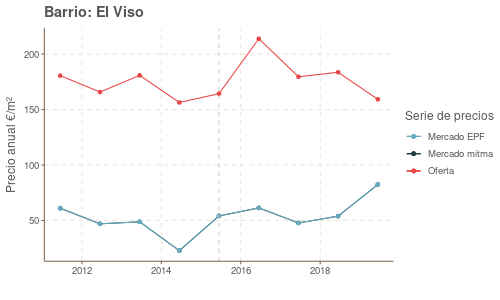 Barrio: El Viso
Precio anual €/m²
200
150
100
50
2012
2014
2016
2018
Serie de precios
Mercado EPF
Mercado mitma
Oferta